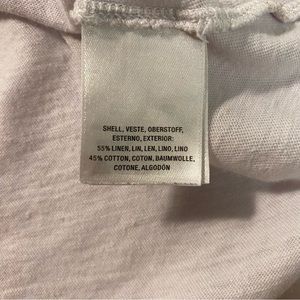 SHELL, VESTE, OBERSTOFF,
ESTERNO, EXTERIOR:
55% LINEN, LIN, LEN, LINO, LINO
45% COTTON, COTON, BAUMWOLLE,
COTONE, ALGODÓN